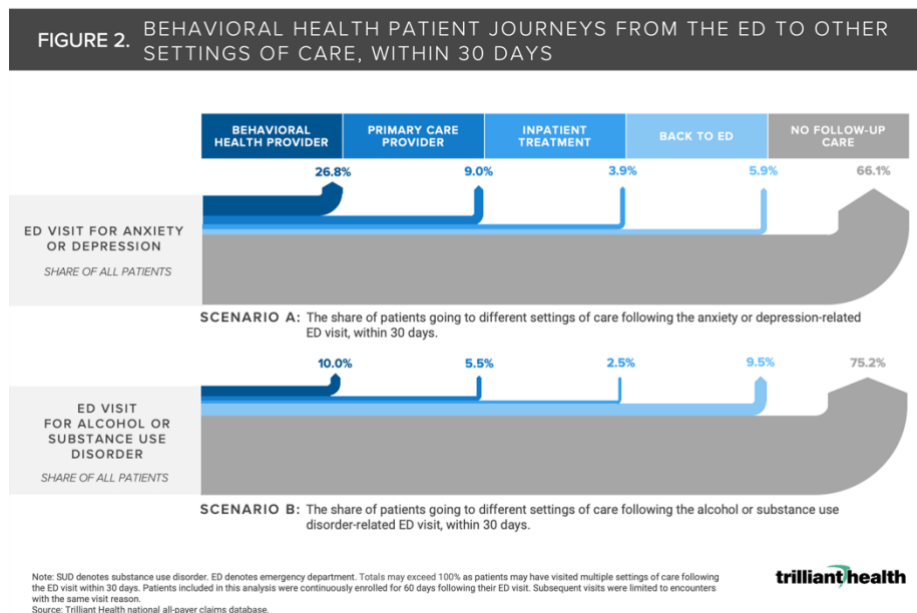 FIGURE 2. BEHAVIORAL HEALTH PATIENT JOURNEYS FROM THE ED TO OTHER
SETTINGS OF CARE, WITHIN 30 DAYS
BEHAVIORAL
HEALTH PROVIDER
PRIMARY CARE
PROVIDER
INPATIENT
TREATMENT
BACK TO ED
NO FOLLOW-UP
CARE
26.8% 9.0% 3.9% 5.9% 66.1%
ED VISIT FOR ANXIETY
OR DEPRESSION
SHARE OF ALL PATIENTS
SCENARIO A: The share of patients going to different settings of care following the anxiety or depression-related
ED visit, within 30 days.
10.0% 5.5% 2.5% 9.5% 75.2%
ED VISIT
FOR ALCOHOL OR
SUBSTANCE USE
DISORDER
SHARE OF ALL PATIENTS
SCENARIO B: The share of patients going to different settings of care following the alcohol or substance use
disorder-related ED visit, within 30 days.
Note: SUD denotes substance use disorder. ED denotes emergency department. Totals may exceed 100% as patients may have visited multiple settings of care following
the ED visit within 30 days. Patients included in this analysis were continuously enrolled for 60 days following their ED visit. Subsequent visits were limited to encounters
with the same visit reason.
Source: Trilliant Health national all-payer claims database.
trilliant health